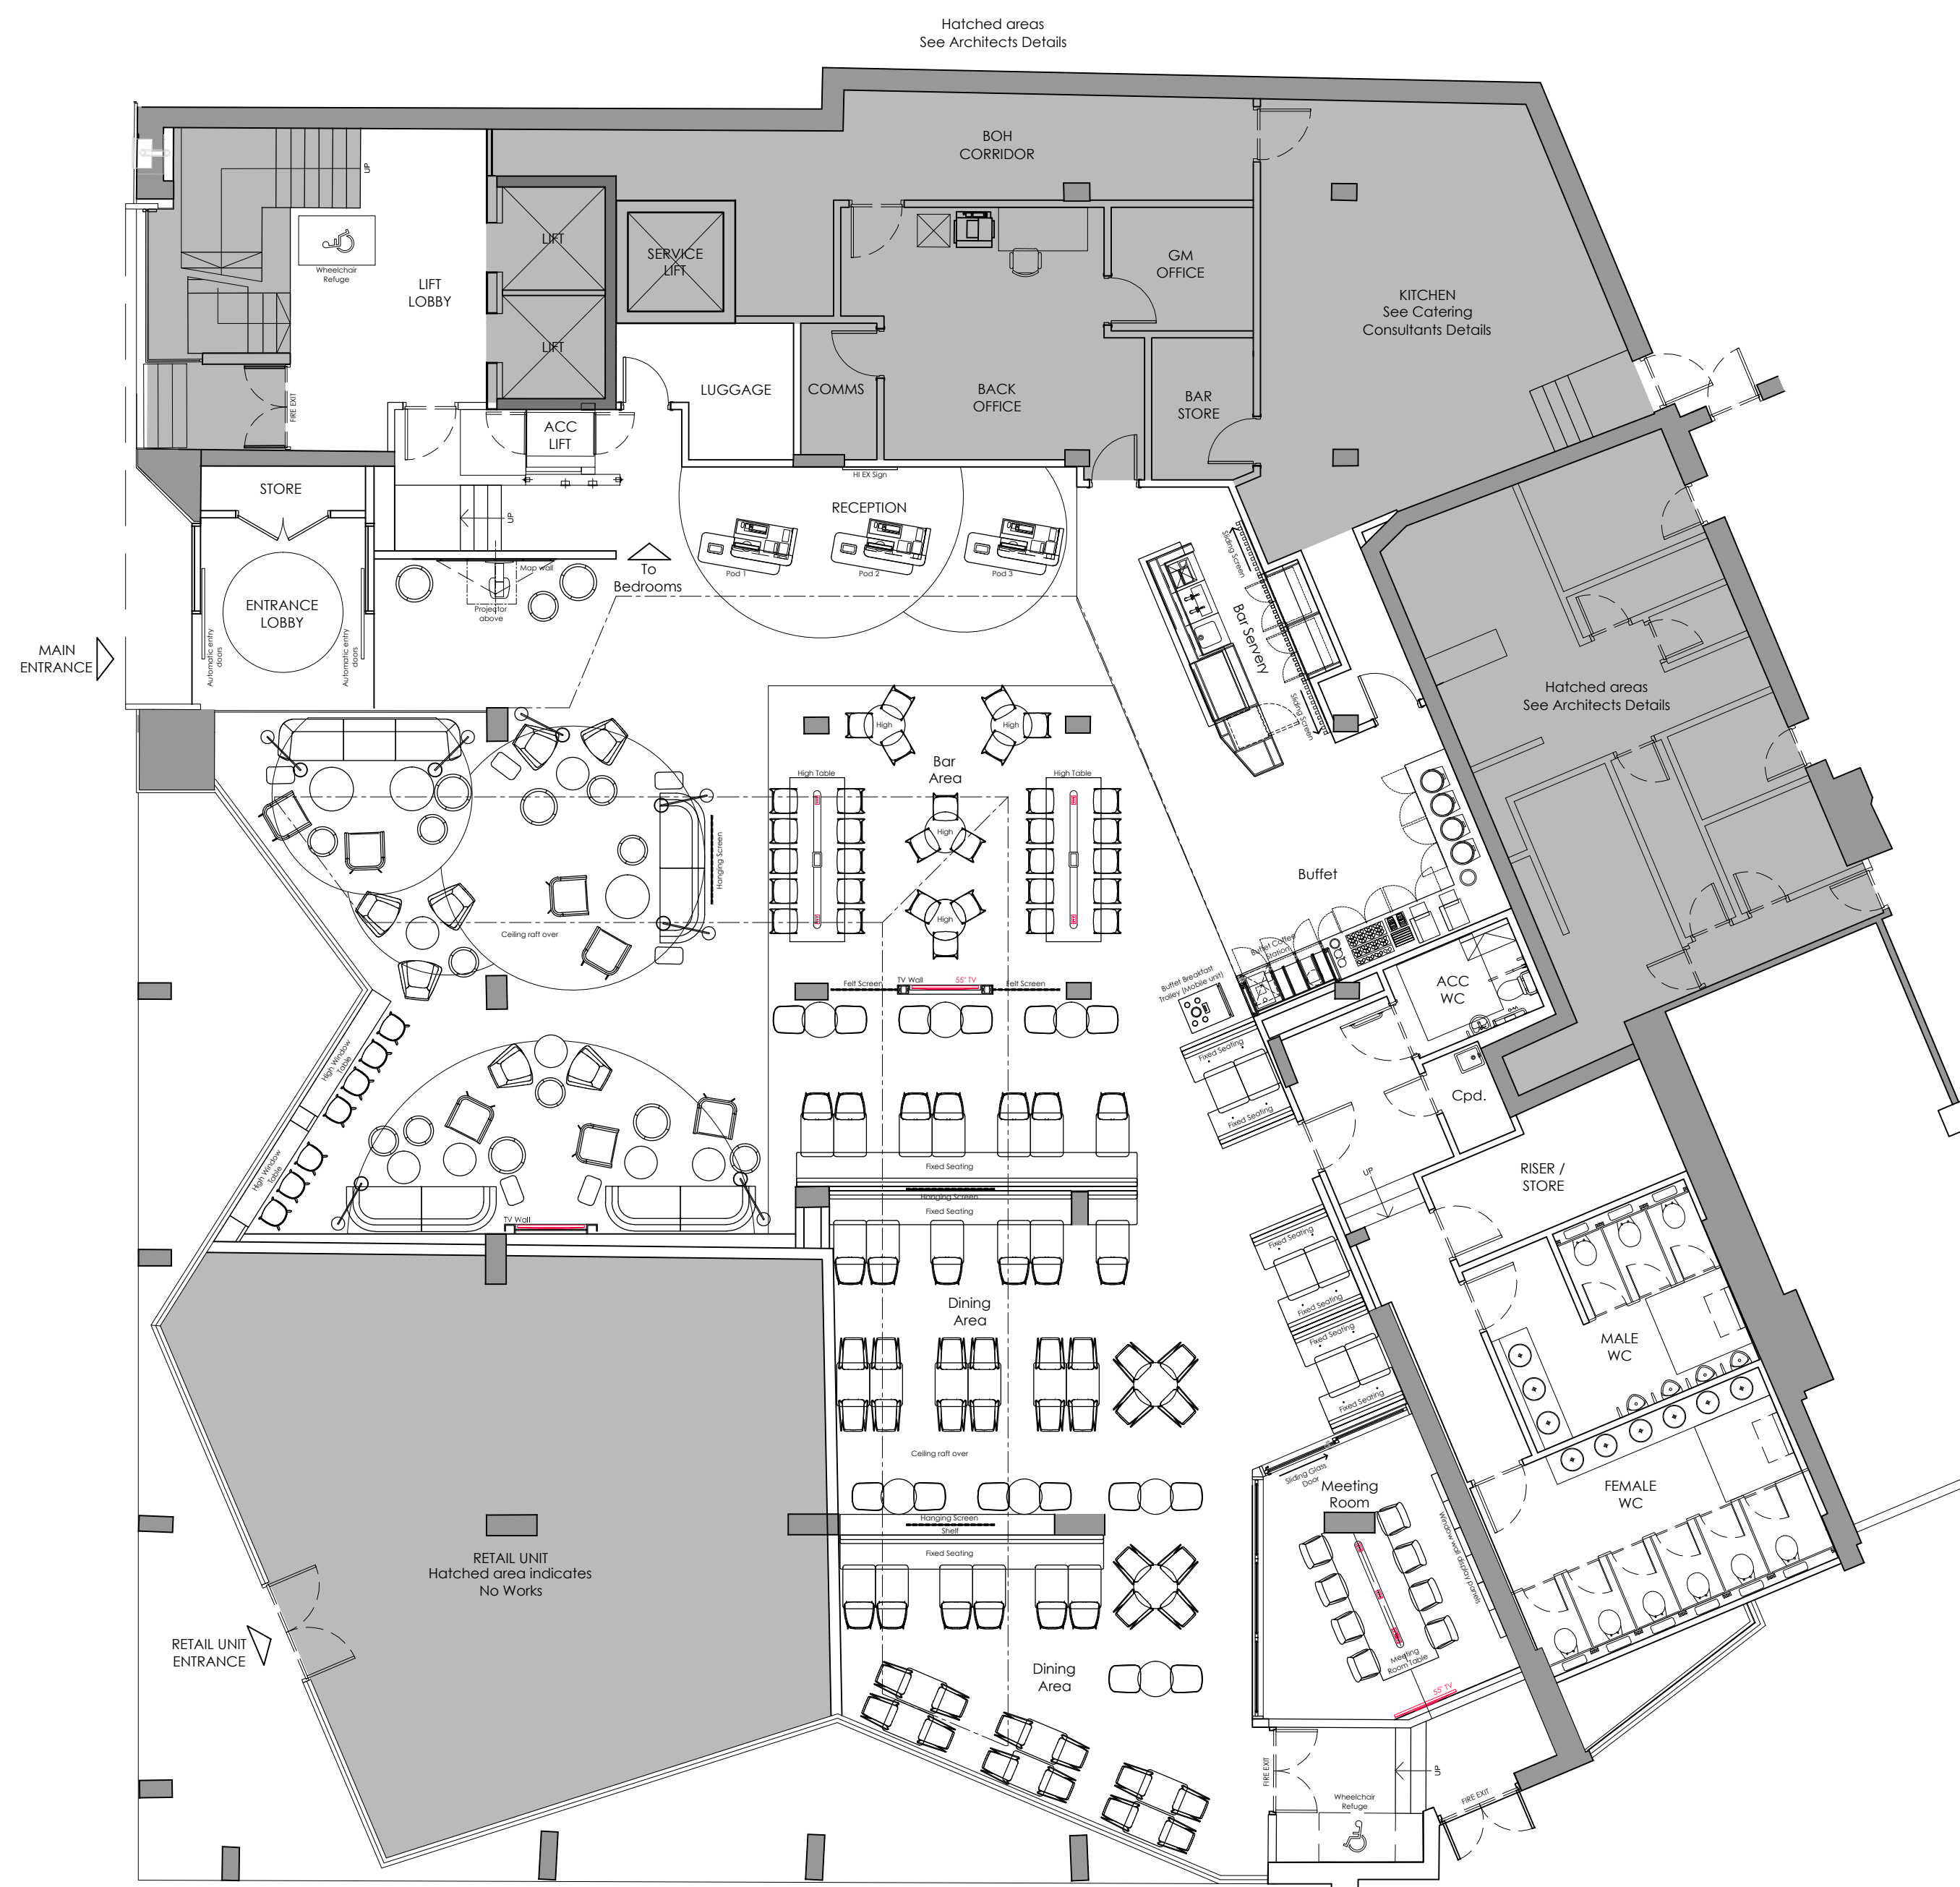 Hatched areas
See Architects Details
BOH
CORRIDOR
UP
Wheelchair
Refuge
LIFT
LOBBY
LIFT
LIFT
SERVICE
LIFT
GM
OFFICE
KITCHEN
See Catering
Consultants Details
LUGGAGE
COMMS
BACK
OFFICE
BAR
STORE
FIRE EXIT
ACC
LIFT
STORE
HI EX Sign
RECEPTION
UP
Pod 1
Pod 2
Pod 3
Map wall
To
Bedrooms
Projector
above
ENTRANCE
LOBBY
Automatic entry
doors
Automatic entry
doors
MAIN
ENTRANCE
Sliding Screen
Bar Servery
Sliding Screen
Hatched areas
See Architects Details
High
High
Bar
Area
High Table
High Table
High
High
Hanging Screen
Ceiling raft over
Buffet
Felt Screen
TV Wall
55" TV
Felt Screen
Buffet Coffee
Station
Buffet Breakfast
Trolley (Mobile unit)
ACC
WC
Fixed Seating
Fixed Seating
Cpd.
High Window
Table
High Window
Table
Fixed Seating
Hanging Screen
Fixed Seating
TV Wall
UP
RISER /
STORE
Fixed Seating
Fixed Seating
Fixed Seating
Fixed Seating
Dining
Area
MALE
WC
Ceiling raft over
Sliding Glass
Door
Meeting
Room
FEMALE
WC
Window wall display panels
Hanging Screen
Shelf
Fixed Seating
RETAIL UNIT
Hatched area indicates
No Works
RETAIL UNIT
ENTRANCE
Meeting
Room Table
55" TV
Dining
Area
FIRE EXIT
UP
FIRE EXIT
Wheelchair
Refuge